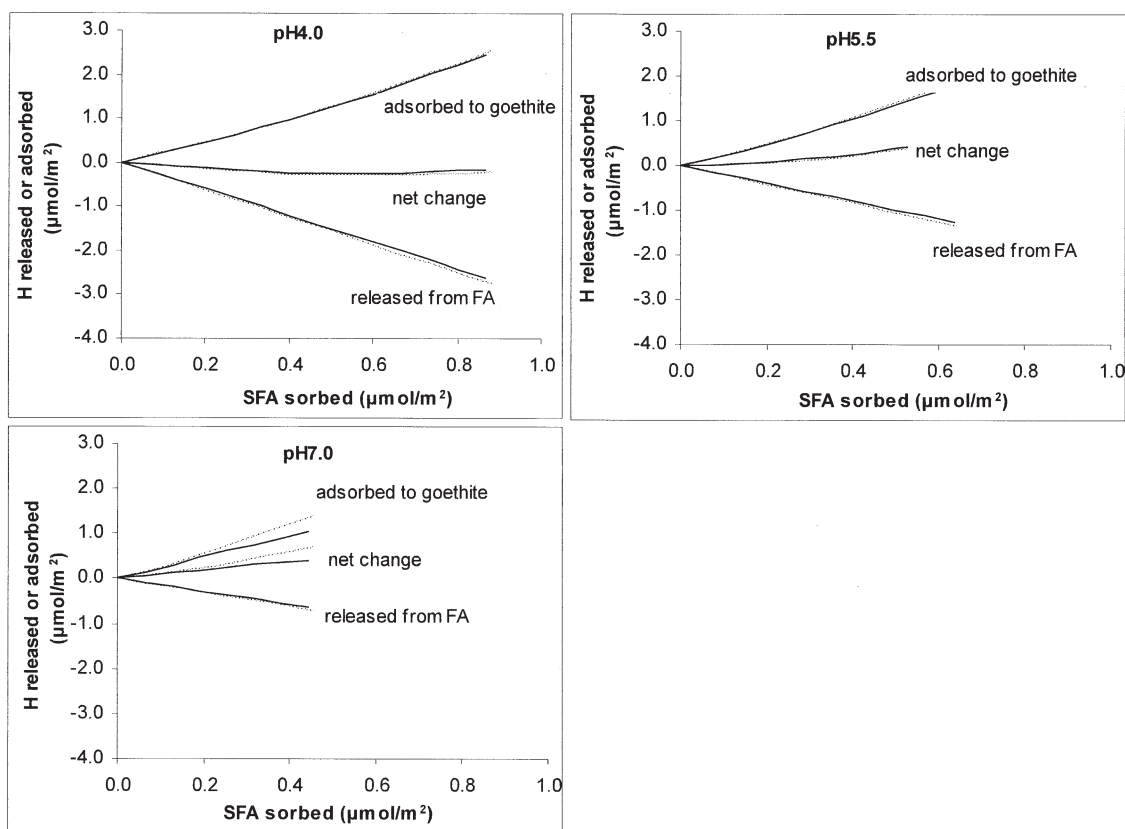 pH4.0
3.0
2.0
1.0
0.0
-1.0
-2.0
-3.0
-4.0
H released or adsorbed
(µmol/m²)
adsorbed to goethite
net change
released from FA
0.0 0.2 0.4 0.6 0.8 1.0
SFA sorbed (µmol/m²)
pH5.5
3.0
2.0
1.0
0.0
-1.0
-2.0
-3.0
-4.0
H released or adsorbed
(µmol/m²)
adsorbed to goethite
net change
released from FA
0.0 0.2 0.4 0.6 0.8 1.0
SFA sorbed (µmol/m²)
pH7.0
3.0
2.0
1.0
0.0
-1.0
-2.0
-3.0
-4.0
H released or adsorbed
(µmol/m²)
adsorbed to goethite
net change
released from FA
0.0 0.2 0.4 0.6 0.8 1.0
SFA sorbed (µmol/m²)